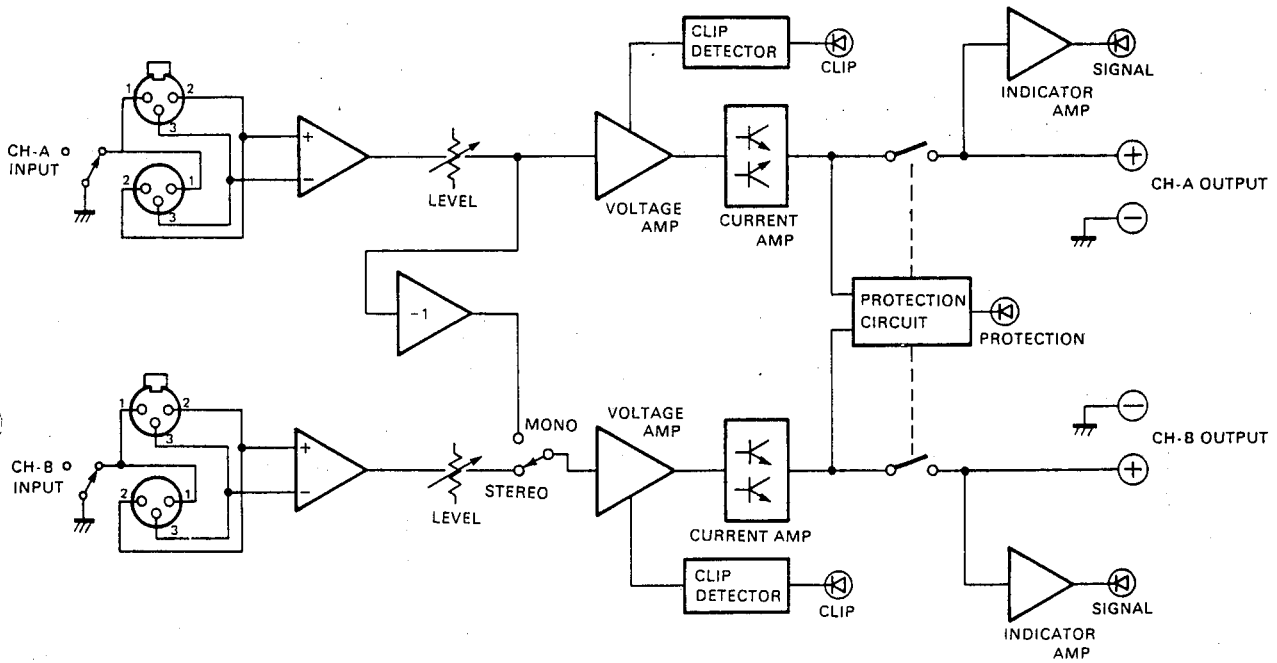 CLIP
DETECTOR
CLIP
SIGNAL
INDICATOR
AMP
1
2
3
CH-A
INPUT
2
1
3
+
−
LEVEL
VOLTAGE
AMP
CURRENT
AMP
+
CH-A OUTPUT
−
−1
PROTECTION
CIRCUIT
PROTECTION
1
2
3
CH-B
INPUT
2
1
3
+
−
LEVEL
MONO
STEREO
VOLTAGE
AMP
CURRENT AMP
−
CH-B OUTPUT
+
CLIP
DETECTOR
CLIP
SIGNAL
INDICATOR
AMP